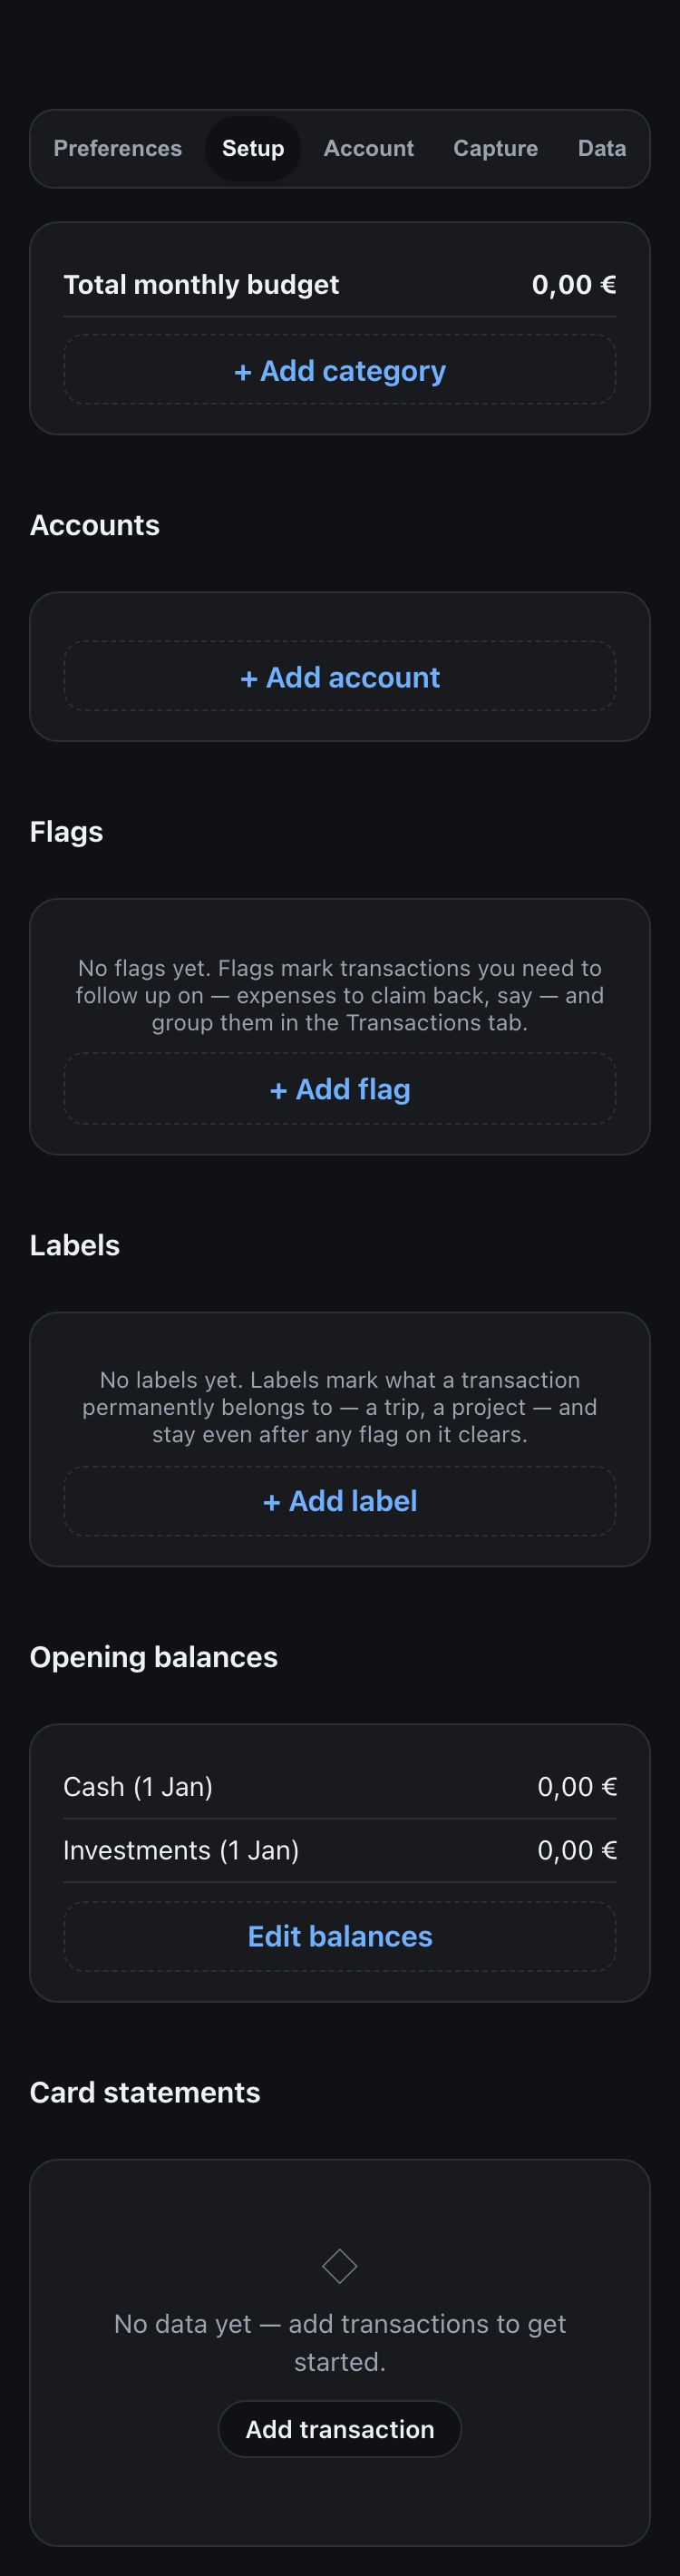 Preferences Setup Account Capture Data
Total monthly budget 0,00 €
+ Add category
Accounts
+ Add account
Flags
No flags yet. Flags mark transactions you need to
follow up on — expenses to claim back, say — and
group them in the Transactions tab.
+ Add flag
Labels
No labels yet. Labels mark what a transaction
permanently belongs to — a trip, a project — and
stay even after any flag on it clears.
+ Add label
Opening balances
Cash (1 Jan) 0,00 €
Investments (1 Jan) 0,00 €
Edit balances
Card statements
No data yet — add transactions to get
started.
Add transaction